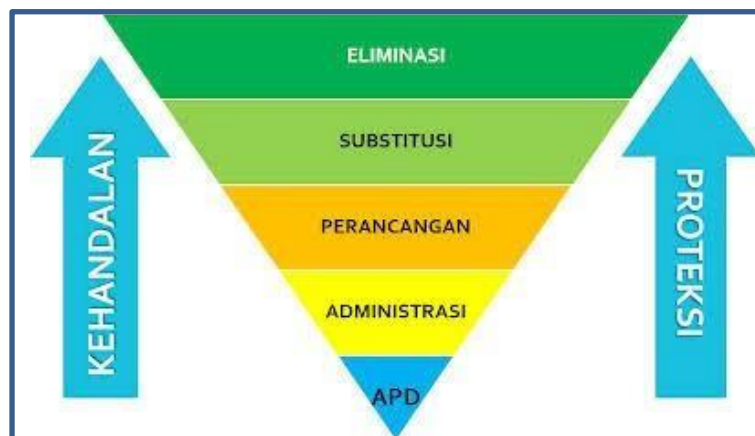 ELIMINASI
SUBSTITUSI
PERANCANGAN
ADMINISTRASI
APD
KEHANDALAN
PROTEKSI